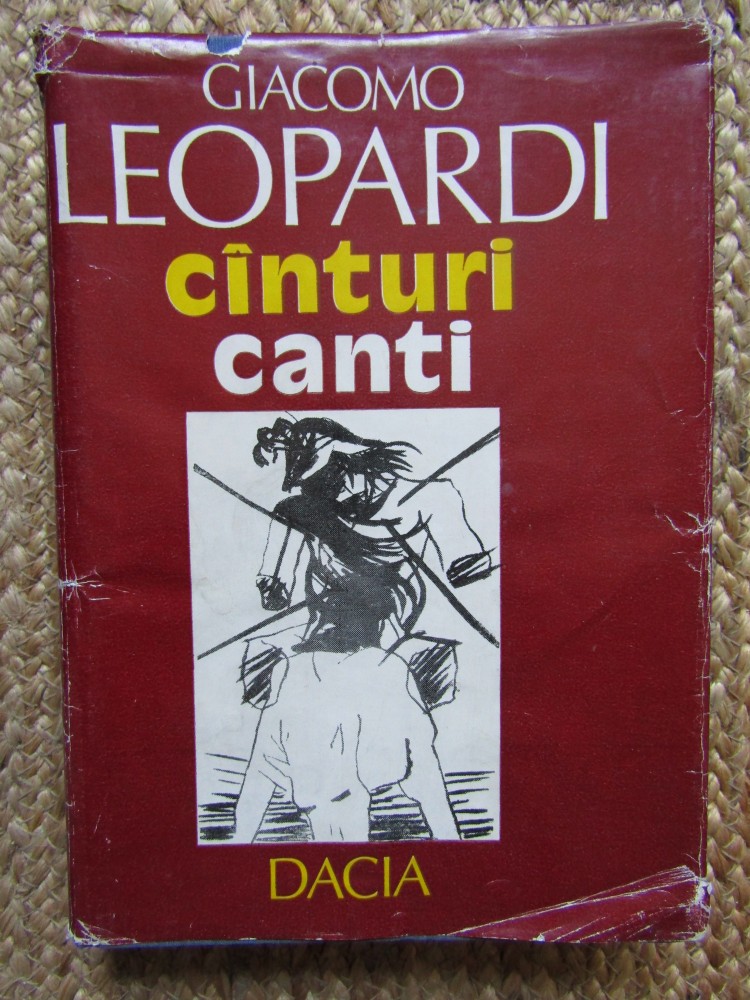 GIACOMO
LEOPARDI
cînturi
canti
DACIA